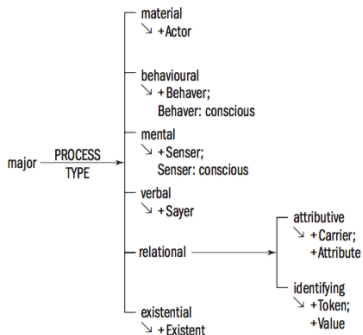 material
↘ +Actor
behavioural
↘ +Behaver;
Behaver: conscious
mental
↘ +Senser;
Senser: conscious
verbal
↘ +Sayer
major
PROCESS
TYPE
relational
attributive
↘ +Carrier;
+Attribute
identifying
↘ +Token;
+Value
existential
↘ +Existent